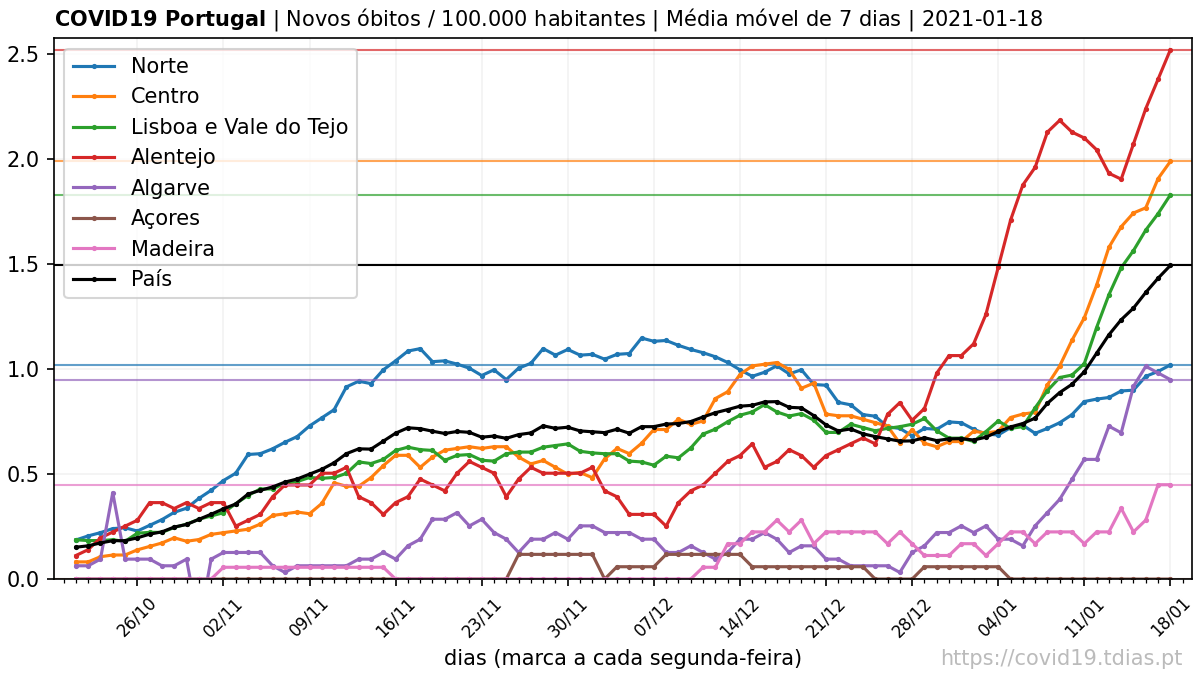 COVID19 Portugal | Novos óbitos / 100.000 habitantes | Média móvel de 7 dias | 2021-01-18
2.5
2.0
1.5
1.0
0.5
0.0
Norte
Centro
Lisboa e Vale do Tejo
Alentejo
Algarve
Açores
Madeira
País
26/10 02/11 09/11 16/11 23/11 30/11 07/12 14/12 21/12 28/12 04/01 11/01 18/01
dias (marca a cada segunda-feira)
https://covid19.tdias.pt